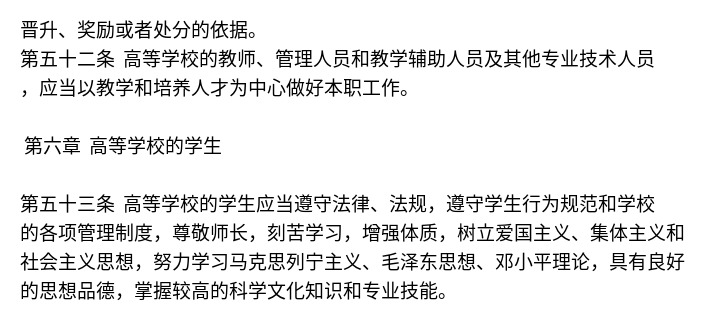 晋升、奖励或者处分的依据。
第五十二条 高等学校的教师、管理人员和教学辅助人员及其他专业技术人员
，应当以教学和培养人才为中心做好本职工作。
第六章 高等学校的学生
第五十三条 高等学校的学生应当遵守法律、法规，遵守学生行为规范和学校
的各项管理制度，尊敬师长，刻苦学习，增强体质，树立爱国主义、集体主义和
社会主义思想，努力学习马克思列宁主义、毛泽东思想、邓小平理论，具有良好
的思想品德，掌握较高的科学文化知识和专业技能。